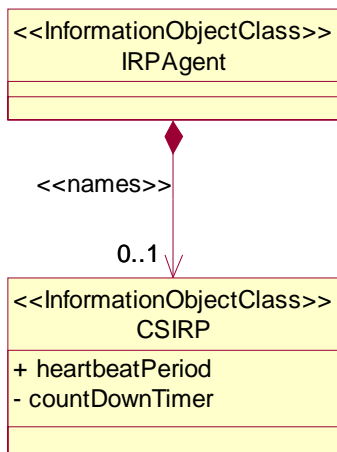 <<InformationObjectClass>>
IRPAgent
<<names>>
0..1
<<InformationObjectClass>>
CSIRP
+ heartbeatPeriod
- countDownTimer